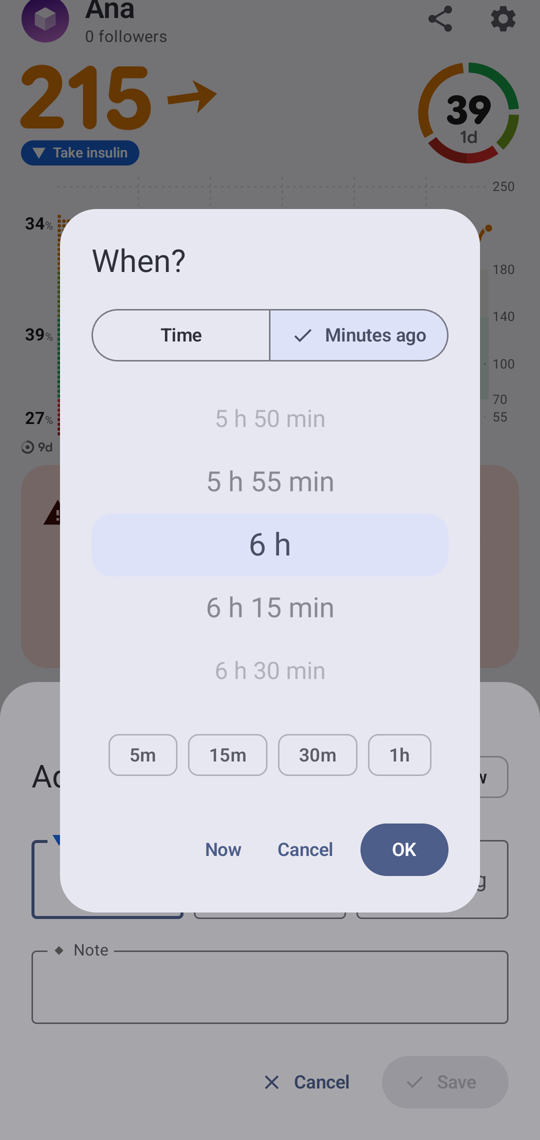 Ana
0 followers
215
39
1d
Take insulin
250
34%
180
140
39%
100
70
27%
55
9d
When?
Time
Minutes ago
5 h 50 min
5 h 55 min
6 h
6 h 15 min
6 h 30 min
5m
15m
30m
1h
Now
Cancel
OK
Note
Cancel
Save